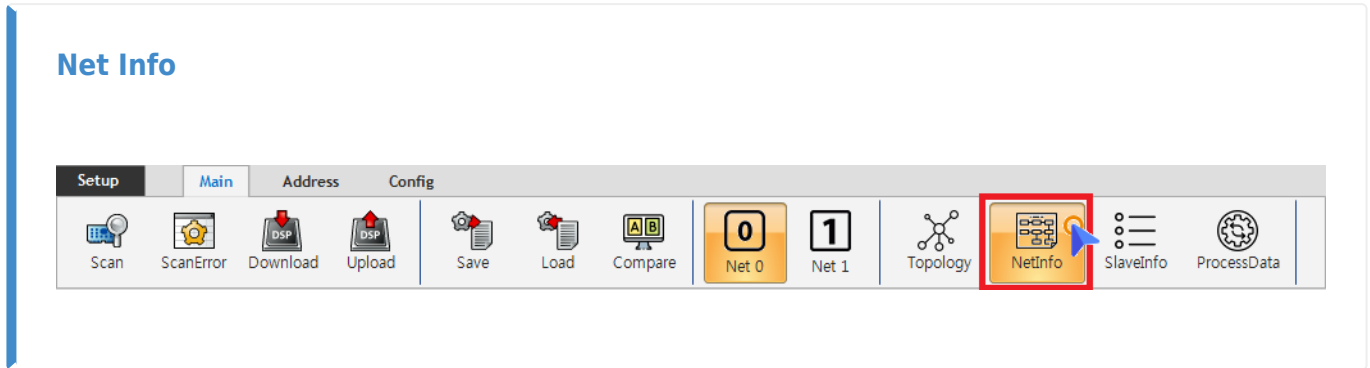 Net Info
Setup Main Address Config
DSP DSP A B 0 1
Scan ScanError Download Upload Save Load Compare Net 0 Net 1 Topology NetInfo SlaveInfo ProcessData